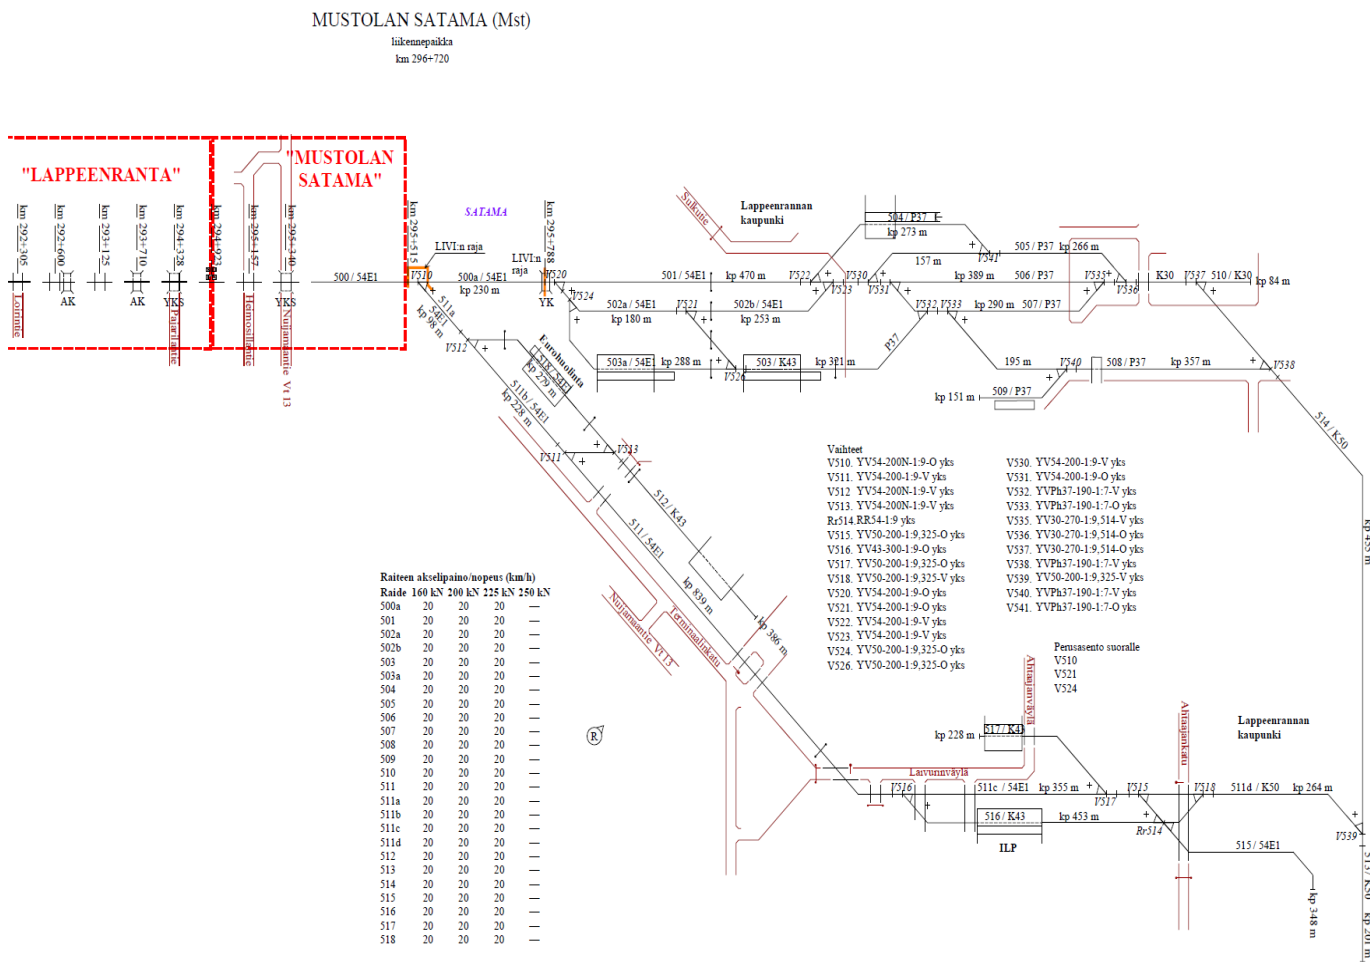 MUSTOLAN SATAMA (Mst)
liikennepaikka
km 296+720
"LAPPEENRANTA"
"MUSTOLAN
SATAMA"
km 292+305
km 292+600
km 293+125
km 293+710
km 294+328
km 294+923
km 295+157
km 295+340
km 295+515
km 295+788
Loirintie
AK
AK
YKS
Pajarilantie
Heimosillantie
YKS
Nuijamaantie Vt 13
SATAMA
LIVI:n raja
LIVI:n
raja
500 / 54E1
V510
500a / 54E1
kp 230 m
V520
YK
V524
511a
54E1
kp 98 m
V512
502a / 54E1
kp 180 m
V521
501 / 54E1
kp 470 m
502b / 54E1
kp 253 m
V522
V523
V530
V531
Sulkutie
Lappeenrannan
kaupunki
504 / P37
kp 273 m
157 m
V541
505 / P37
kp 266 m
kp 389 m
506 / P37
V532
V533
kp 290 m
507 / P37
V535
V536
K30
V537
510 / K30
kp 84 m
503a / 54E1
kp 288 m
V526
503 / K43
kp 321 m
P37
195 m
V540
508 / P37
kp 357 m
V538
kp 151 m
509 / P37
514 / K50
kp 455 m
Eurohuolinta
518 / 54E1
kp 279 m
511b / 54E1
kp 228 m
V511
V513
512 / K43
511 / 54E1
kp 839 m
kp 386 m
Nuijamaantie Vt 13
Terminaalinkatu
Vaihteet
V510. YV54-200N-1:9-O yks
V511. YV54-200-1:9-V yks
V512 YV54-200N-1:9-V yks
V513. YV54-200N-1:9-V yks
Rr514 RR54-1:9 yks
V515. YV50-200-1:9,325-O yks
V516. YV43-300-1:9-O yks
V517. YV50-200-1:9,325-O yks
V518. YV50-200-1:9,325-V yks
V520. YV54-200-1:9-O yks
V521. YV54-200-1:9-O yks
V522. YV54-200-1:9-V yks
V523. YV54-200-1:9-V yks
V524. YV50-200-1:9,325-O yks
V526. YV50-200-1:9,325-O yks
V530. YV54-200-1:9-V yks
V531. YV54-200-1:9-O yks
V532. YVPh37-190-1:7-V yks
V533. YVPh37-190-1:7-O yks
V535. YV30-270-1:9,514-V yks
V536. YV30-270-1:9,514-O yks
V537. YV30-270-1:9,514-O yks
V538. YVPh37-190-1:7-V yks
V539. YV50-200-1:9,325-V yks
V540. YVPh37-190-1:7-V yks
V541. YVPh37-190-1:7-O yks
Perusasento suoralle
V510
V521
V524
Raiteen akselipaino/nopeus (km/h)
Raide 160 kN 200 kN 225 kN 250 kN
500a 20 20 20 —
501 20 20 20 —
502a 20 20 20 —
502b 20 20 20 —
503 20 20 20 —
503a 20 20 20 —
504 20 20 20 —
505 20 20 20 —
506 20 20 20 —
507 20 20 20 —
508 20 20 20 —
509 20 20 20 —
510 20 20 20 —
511 20 20 20 —
511a 20 20 20 —
511b 20 20 20 —
511c 20 20 20 —
511d 20 20 20 —
512 20 20 20 —
513 20 20 20 —
514 20 20 20 —
515 20 20 20 —
516 20 20 20 —
517 20 20 20 —
518 20 20 20 —
R
Ahtaajanväylä
Ahtaajankatu
Lappeenrannan
kaupunki
kp 228 m
517 / K43
Laivurinväylä
V516
511c / 54E1
kp 355 m
V517
V515
V518
511d / K50
kp 264 m
516 / K43
kp 453 m
Rr514
ILP
515 / 54E1
V539
kp 348 m
513 / K50
kp 201 m